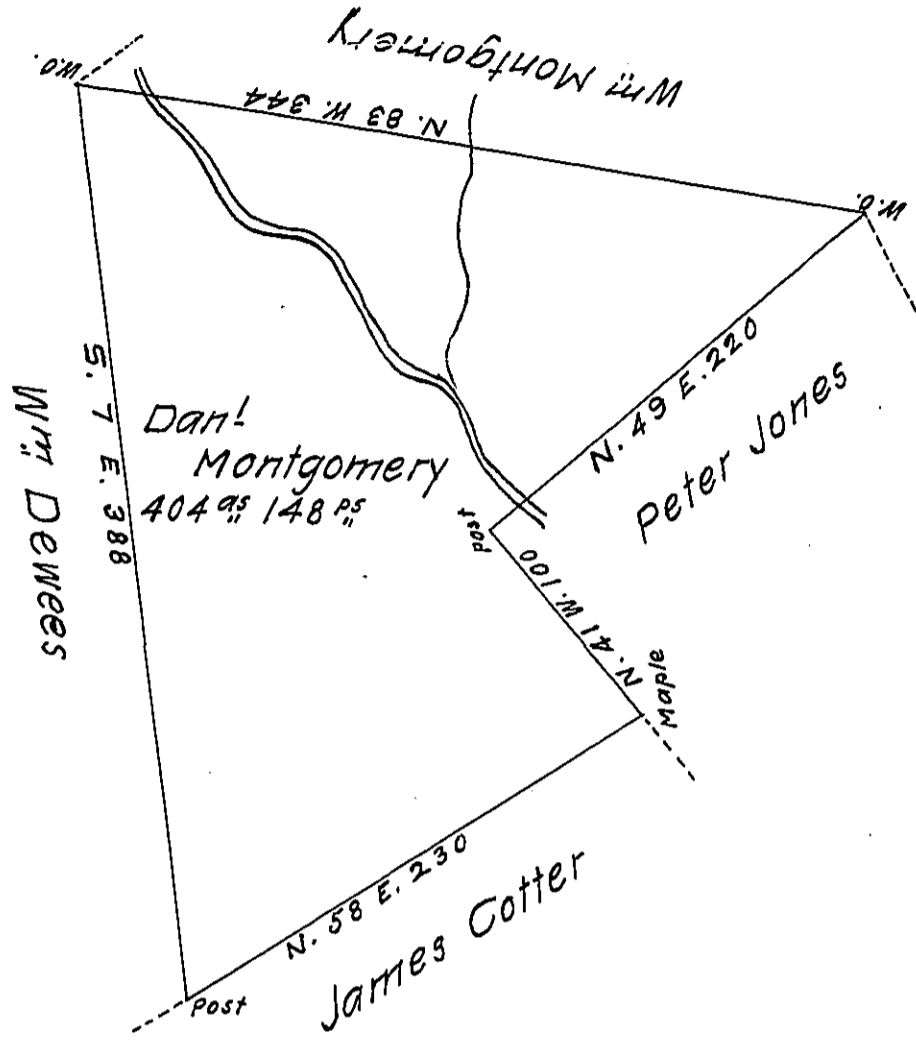 Wm Montgomery
W.O.
N. 83 W. 344
W.O.
S. 7 E. 388
Wm Dewees
Danl
Montgomery
404 as 148 ps
N. 49 E. 220
Peter Jones
post
N. 41 W. 100
Maple
N. 58 E. 230
James Cotter
Post